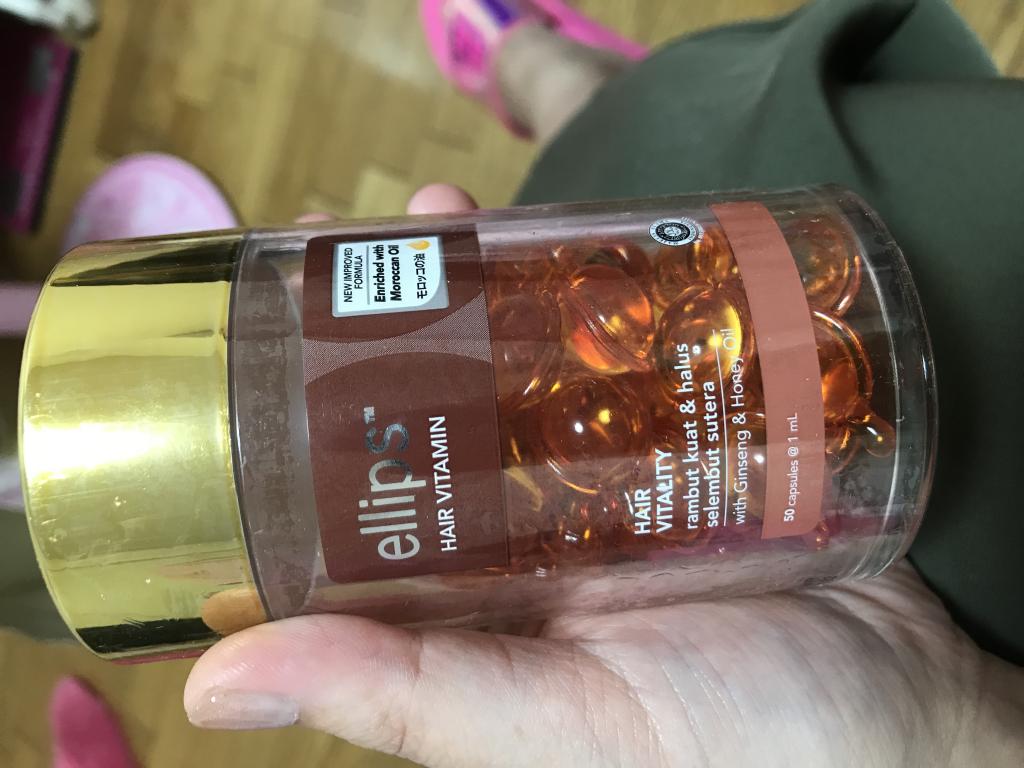 NEW IMPROVED
FORMULA
Enriched with
Moroccan Oil
モロッコの油
ellips™
HAIR VITAMIN
HAIR
VITALITY
rambut kuat & halus
selembut sutera
with Ginseng & Honey Oil
50 capsules @ 1 mL